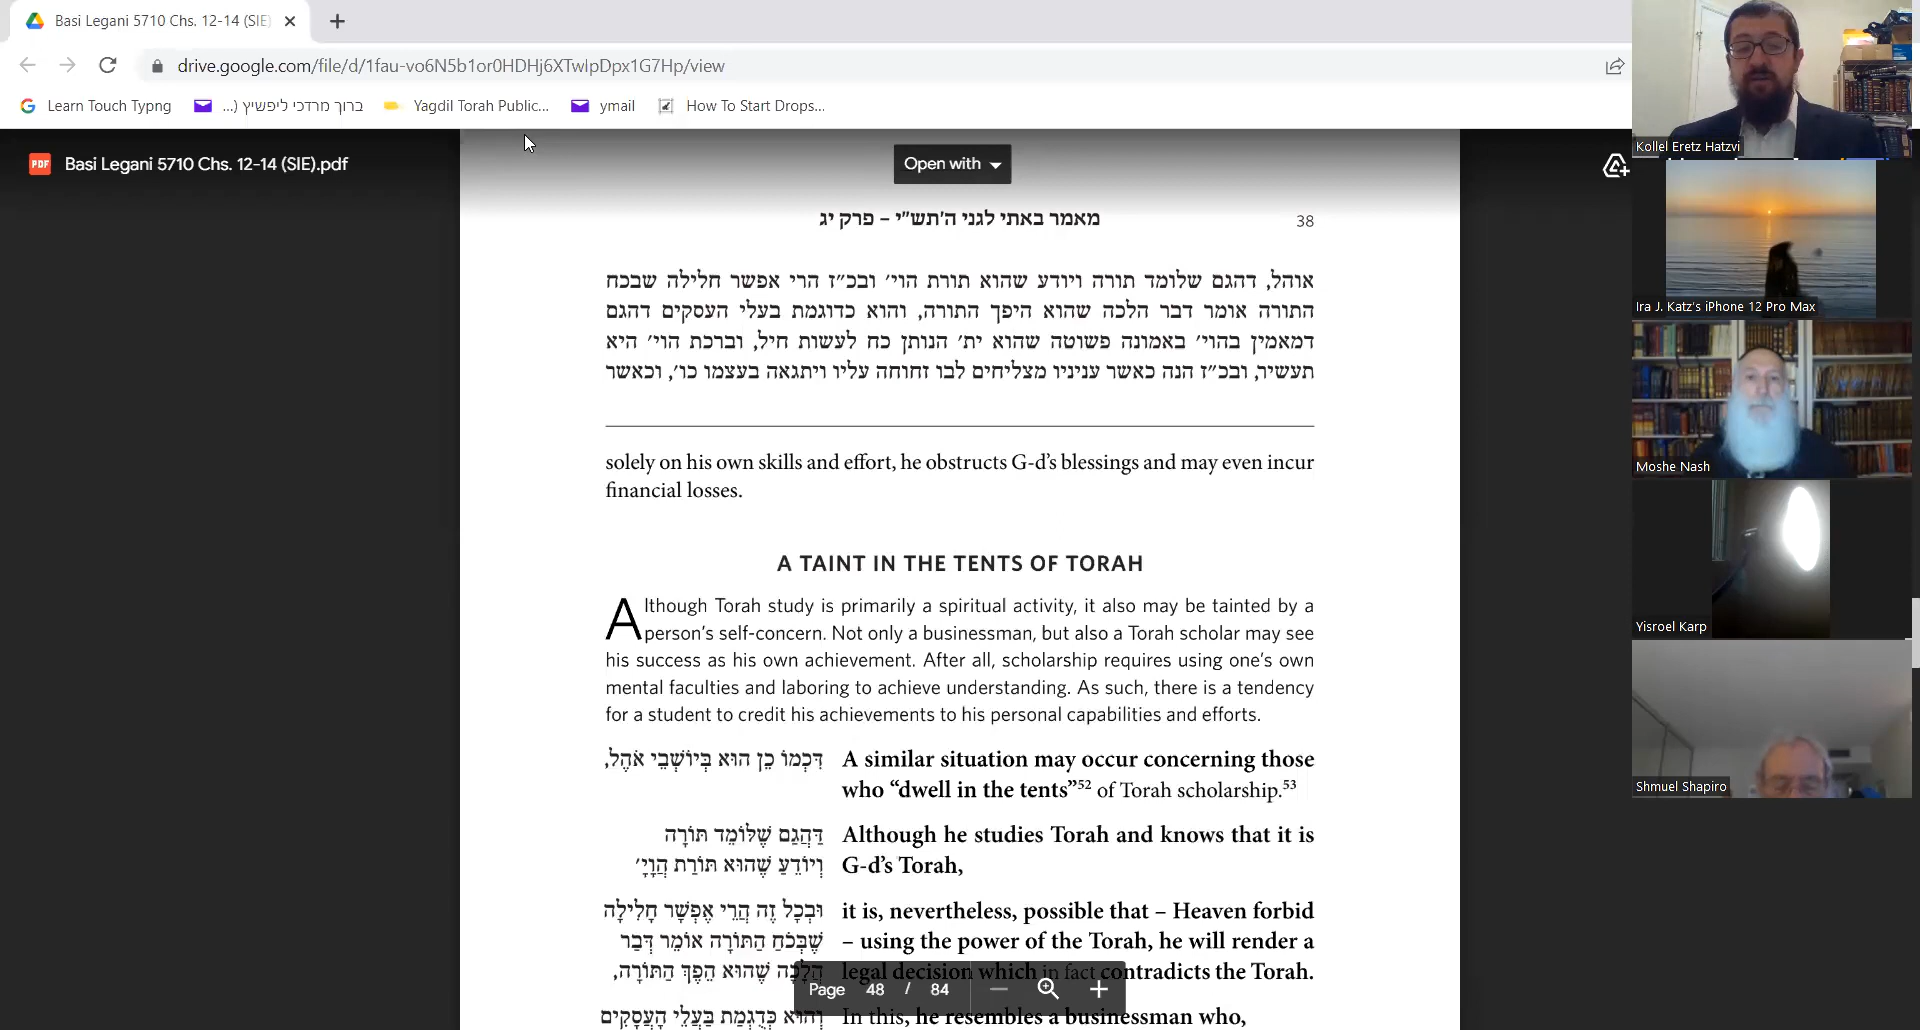 Basi Legani 5710 Chs. 12-14 (SIE)
drive.google.com/file/d/1fau-vo6N5b1or0HDHj6XTwIpDpx1G7Hp/view
Learn Touch Typng
ברוך מרדכי ליפשיץ (...
Yagdil Torah Public...
ymail
How To Start Drops...
PDF
Basi Legani 5710 Chs. 12-14 (SIE).pdf
Open with
מאמר באתי לגני ה'תש"י – פרק יג
38
אוהל, דהגם שלומד תורה ויודע שהוא תורת הוי׳ ובכ״ז הרי אפשר חלילה שבכח
התורה אומר דבר הלכה שהוא היפך התורה, והוא כדוגמת בעלי העסקים דהגם
דמאמין בהוי׳ באמונה פשוטה שהוא ית׳ הנותן כח לעשות חיל, וברכת הוי׳ היא
תעשיר, ובכ״ז הנה כאשר עניניו מצליחים לבו זחוחה עליו ויתגאה בעצמו כו׳, וכאשר
solely on his own skills and effort, he obstructs G-d's blessings and may even incur
financial losses.
A TAINT IN THE TENTS OF TORAH
Although Torah study is primarily a spiritual activity, it also may be tainted by a
person's self-concern. Not only a businessman, but also a Torah scholar may see
his success as his own achievement. After all, scholarship requires using one's own
mental faculties and laboring to achieve understanding. As such, there is a tendency
for a student to credit his achievements to his personal capabilities and efforts.
דִּכְמוֹ כֵן הוּא בְּיוֹשְׁבֵי אֹהֶל,
A similar situation may occur concerning those
who "dwell in the tents"52 of Torah scholarship.53
דַּהֲגַם שֶׁלּוֹמֵד תּוֹרָה
וְיוֹדֵעַ שֶׁהוּא תּוֹרַת הֲוָיָ'
Although he studies Torah and knows that it is
G-d's Torah,
וּבְכָל זֶה הֲרֵי אֶפְשָׁר חָלִילָה
שֶׁבְּכֹחַ הַתּוֹרָה אוֹמֵר דְּבַר
הֲלָכָה שֶׁהוּא הֵפֶךְ הַתּוֹרָה,
it is, nevertheless, possible that – Heaven forbid
– using the power of the Torah, he will render a
legal decision which in fact contradicts the Torah.
וְהוּא כְּדֻגְמַת בַּעֲלֵי הָעֲסָקִים
In this, he resembles a businessman who,
Page 48 / 84
Kollel Eretz Hatzvi
Ira J. Katz's iPhone 12 Pro Max
Moshe Nash
Yisroel Karp
Shmuel Shapiro